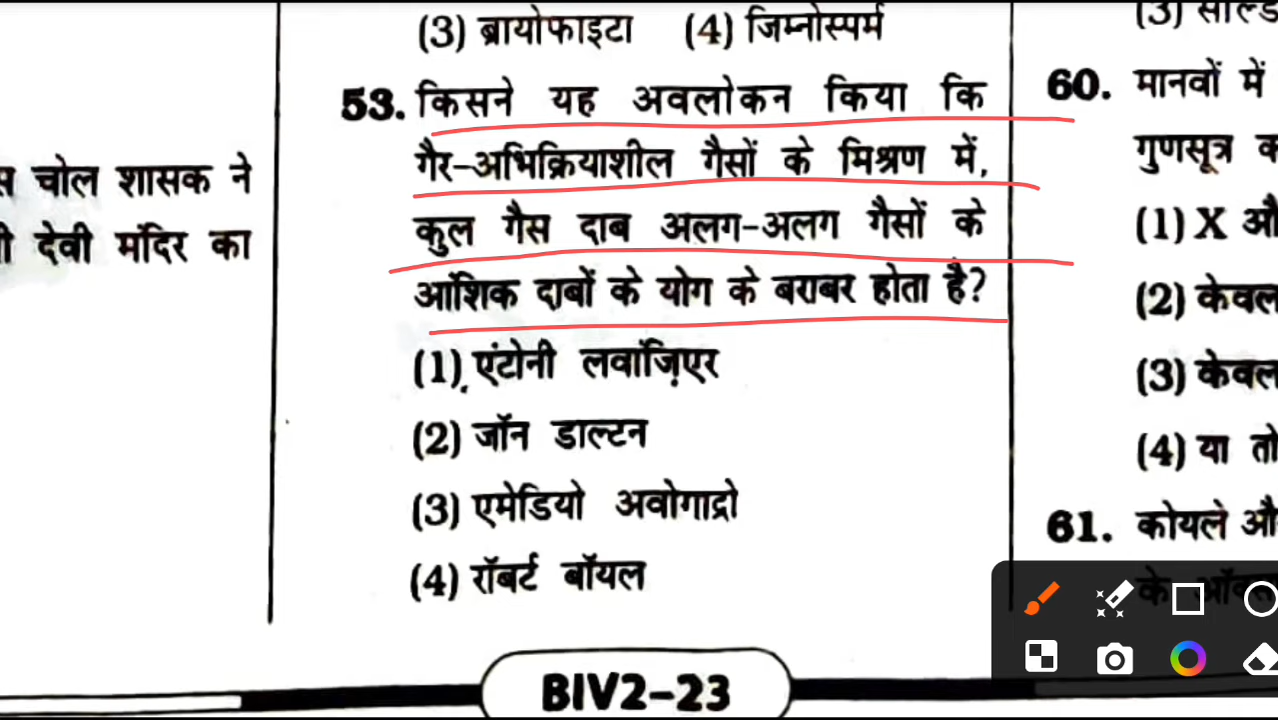 (3) ब्रायोफाइटा (4) जिम्नोस्पर्म
53. किसने यह अवलोकन किया कि
गैर-अभिक्रियाशील गैसों के मिश्रण में,
कुल गैस दाब अलग-अलग गैसों के
आंशिक दाबों के योग के बराबर होता है?
(1) एंटोनी लवांज़िएर
(2) जॉन डाल्टन
(3) एमेडियो अवोगाद्रो
(4) रॉबर्ट बॉयल
चोल शासक ने
देवी मंदिर का
(3)
60. मानवों में
गुणसूत्र
(1) X
(2) केवल
(3) केवल
(4) या तो
61. कोयले
के
BIV2-23